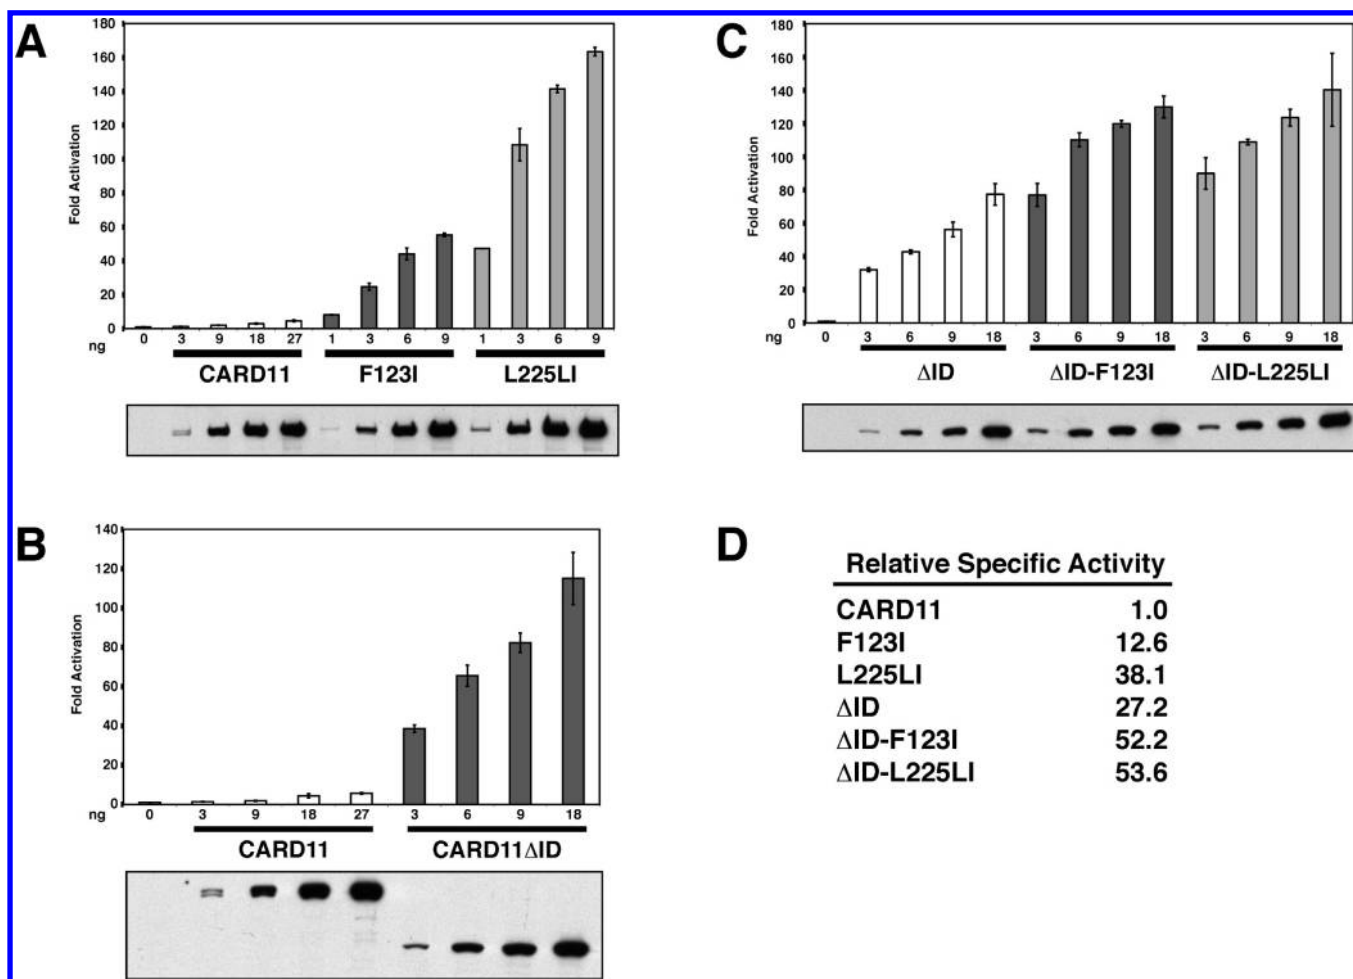 A
180
160
140
120
100
80
60
40
20
0
Fold Activation
ng 0 3 9 18 27 1 3 6 9 1 3 6 9
CARD11 F123I L225LI
C
180
160
140
120
100
80
60
40
20
0
Fold Activation
ng 0 3 6 9 18 3 6 9 18 3 6 9 18
ΔID ΔID-F123I ΔID-L225LI
B
140
120
100
80
60
40
20
0
Fold Activation
ng 0 3 9 18 27 3 6 9 18
CARD11 CARD11ΔID
D
Relative Specific Activity
CARD11 1.0
F123I 12.6
L225LI 38.1
ΔID 27.2
ΔID-F123I 52.2
ΔID-L225LI 53.6